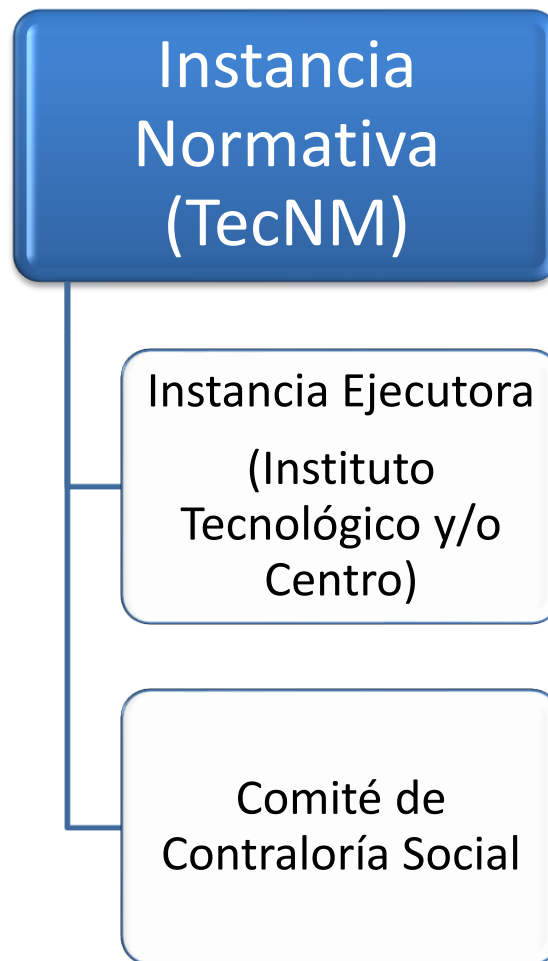 Instancia
Normativa
(TecNM)
Instancia Ejecutora
(Instituto
Tecnológico y/o
Centro)
Comité de
Contraloría Social